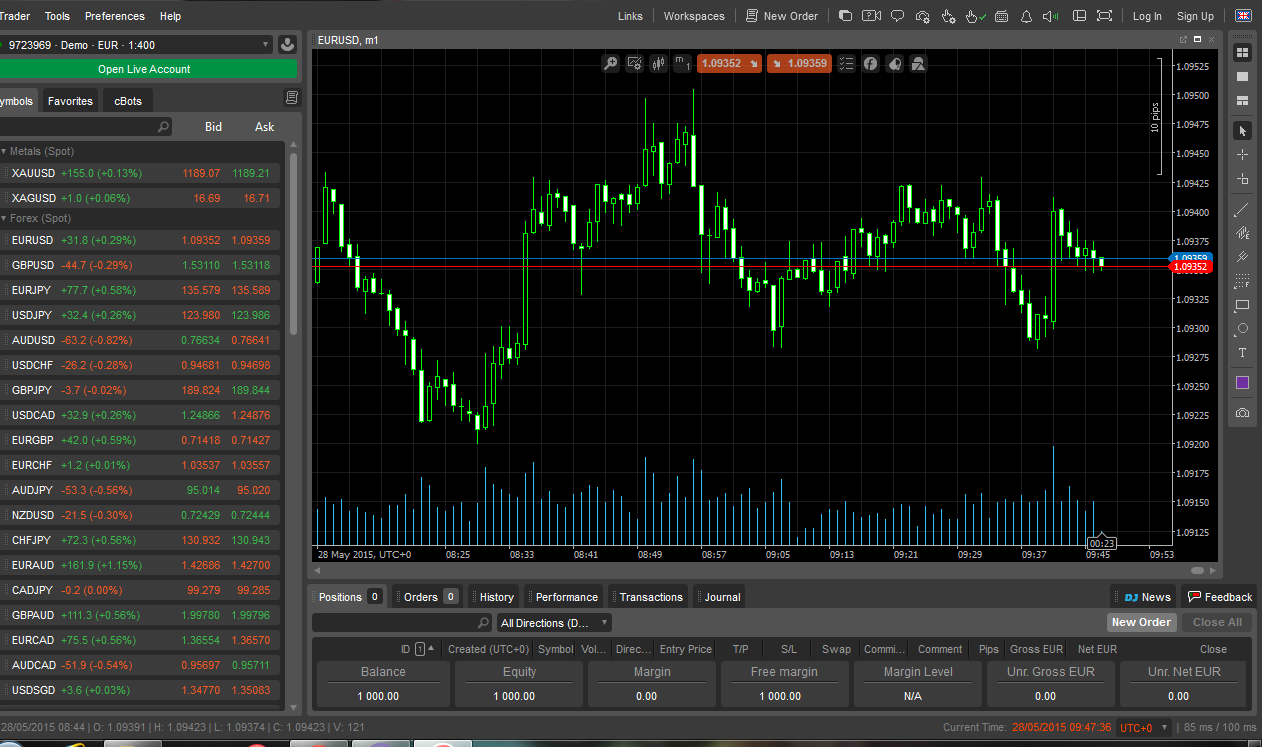 Trader Tools Preferences Help Links Workspaces New Order Log In Sign Up
9723969 · Demo · EUR · 1:400
Open Live Account
ymbols Favorites cBots
Bid Ask
Metals (Spot)
XAUUSD +155.0 (+0.13%) 1189.07 1189.21
XAGUSD +1.0 (+0.06%) 16.69 16.71
Forex (Spot)
EURUSD +31.8 (+0.29%) 1.09352 1.09359
GBPUSD -44.7 (-0.29%) 1.53110 1.53118
EURJPY +77.7 (+0.58%) 135.579 135.589
USDJPY +32.4 (+0.26%) 123.980 123.986
AUDUSD -63.2 (-0.82%) 0.76634 0.76641
USDCHF -26.2 (-0.28%) 0.94681 0.94698
GBPJPY -3.7 (-0.02%) 189.824 189.844
USDCAD +32.9 (+0.26%) 1.24866 1.24876
EURGBP +42.0 (+0.59%) 0.71418 0.71427
EURCHF +1.2 (+0.01%) 1.03537 1.03557
AUDJPY -53.3 (-0.56%) 95.014 95.020
NZDUSD -21.5 (-0.30%) 0.72429 0.72444
CHFJPY +72.3 (+0.56%) 130.932 130.943
EURAUD +161.9 (+1.15%) 1.42686 1.42700
CADJPY -0.2 (0.00%) 99.279 99.285
GBPAUD +111.3 (+0.56%) 1.99780 1.99796
EURCAD +75.5 (+0.56%) 1.36554 1.36570
AUDCAD -51.9 (-0.54%) 0.95697 0.95711
USDSGD +3.6 (+0.03%) 1.34770 1.35083
EURUSD, m1
m1 1.09352 1.09359
10 pips
1.09525
1.09500
1.09475
1.09450
1.09425
1.09400
1.09375
1.09359
1.09352
1.09325
1.09300
1.09275
1.09250
1.09225
1.09200
1.09175
1.09150
1.09125
00:23
28 May 2015, UTC+0 08:25 08:33 08:41 08:49 08:57 09:05 09:13 09:21 09:29 09:37 09:45 09:53
E
F
T
Positions 0 Orders 0 History Performance Transactions Journal DJ News Feedback
All Directions (D... New Order Close All
ID 1 Created (UTC+0) Symbol Vol... Direc... Entry Price T/P S/L Swap Commi... Comment Pips Gross EUR Net EUR Close
Balance Equity Margin Free margin Margin Level Unr. Gross EUR Unr. Net EUR
1 000.00 1 000.00 0.00 1 000.00 N/A 0.00 0.00
28/05/2015 08:44 | O: 1.09391 | H: 1.09423 | L: 1.09374 | C: 1.09423 | V: 121 Current Time: 28/05/2015 09:47:36 UTC+0 | 85 ms / 100 ms